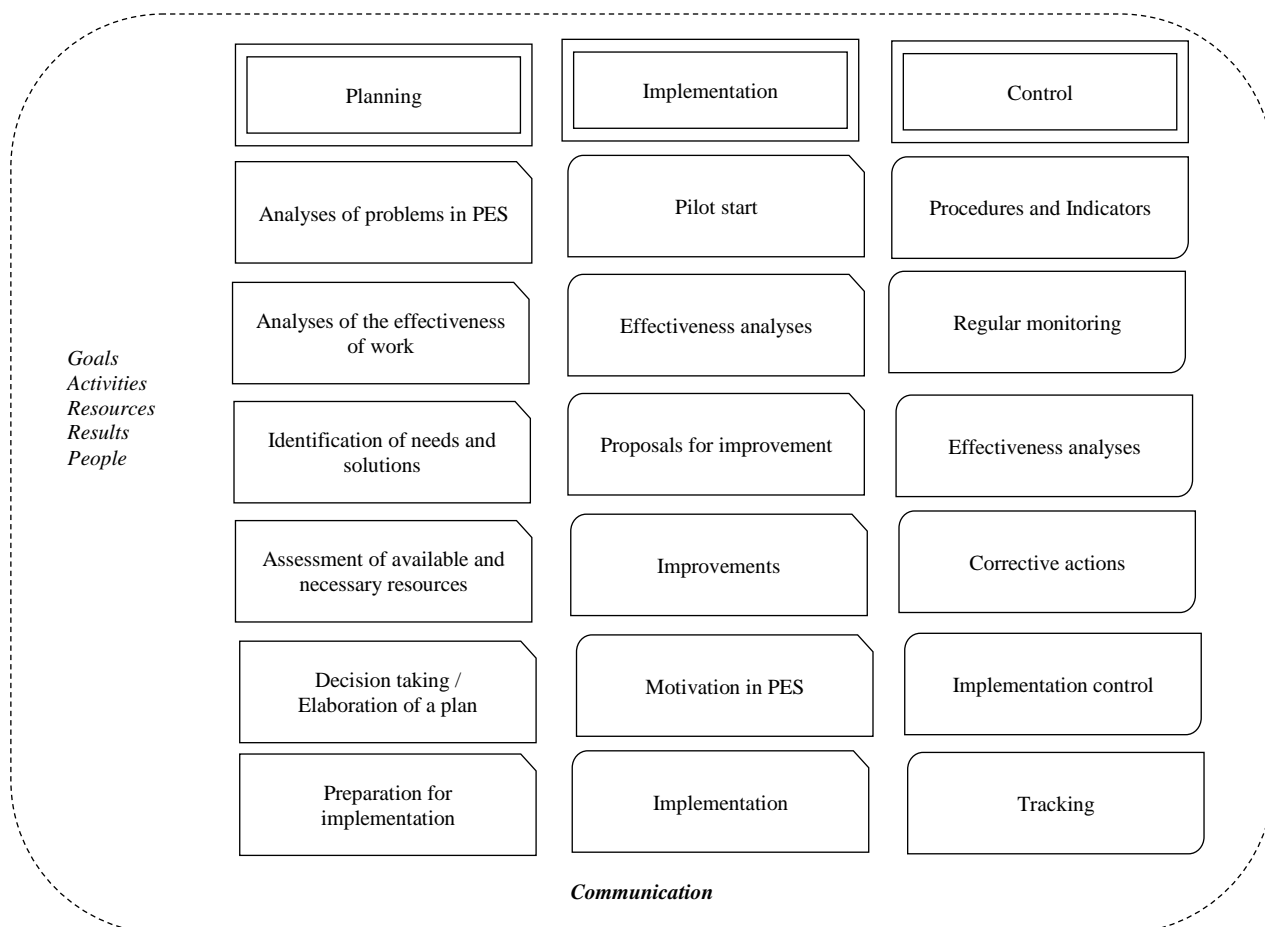 Planning
Implementation
Control
Analyses of problems in PES
Pilot start
Procedures and Indicators
Analyses of the effectiveness
of work
Effectiveness analyses
Regular monitoring
Goals
Activities
Resources
Results
People
Identification of needs and
solutions
Proposals for improvement
Effectiveness analyses
Assessment of available and
necessary resources
Improvements
Corrective actions
Decision taking /
Elaboration of a plan
Motivation in PES
Implementation control
Preparation for
implementation
Implementation
Tracking
Communication